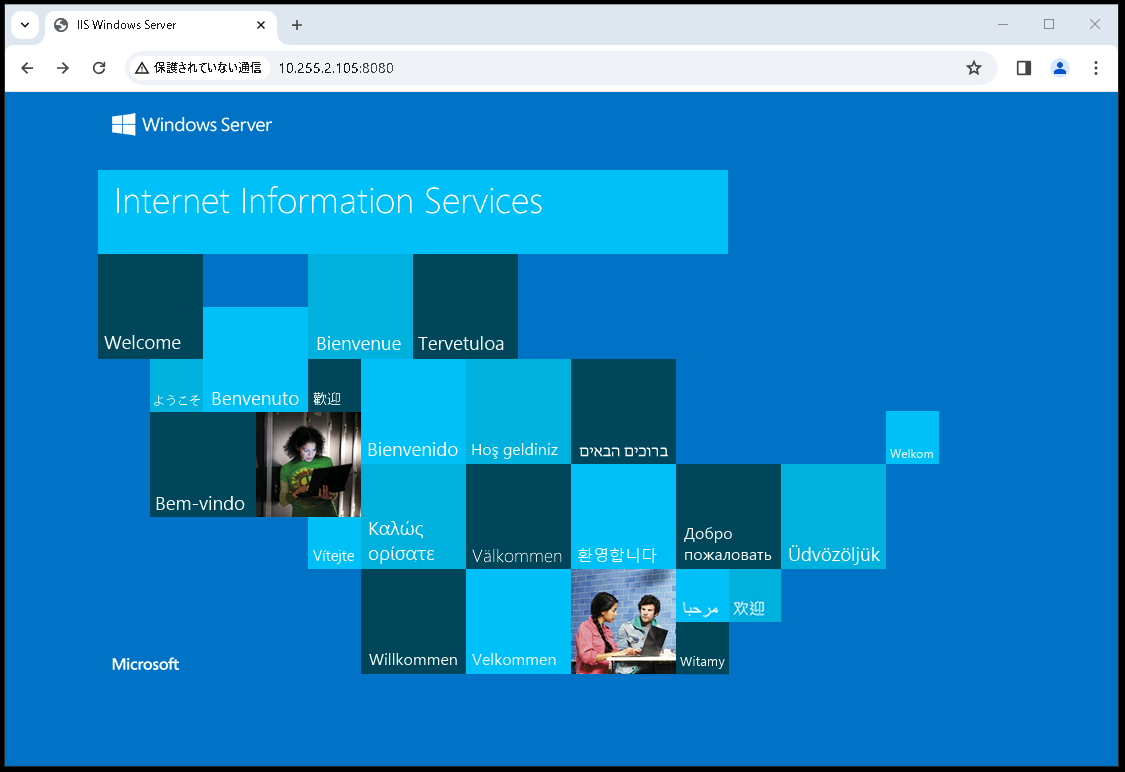 IIS Windows Server
保護されていない通信
10.255.2.105:8080
Windows Server
Internet Information Services
Welcome
Bienvenue
Tervetuloa
ようこそ
Benvenuto
歡迎
Bienvenido
Hoş geldiniz
ברוכים הבאים
Welkom
Bem-vindo
Vítejte
Καλώς
ορίσατε
Välkommen
환영합니다
Добро
пожаловать
Üdvözöljük
Willkommen
Velkommen
مرحبا
欢迎
Witamy
Microsoft